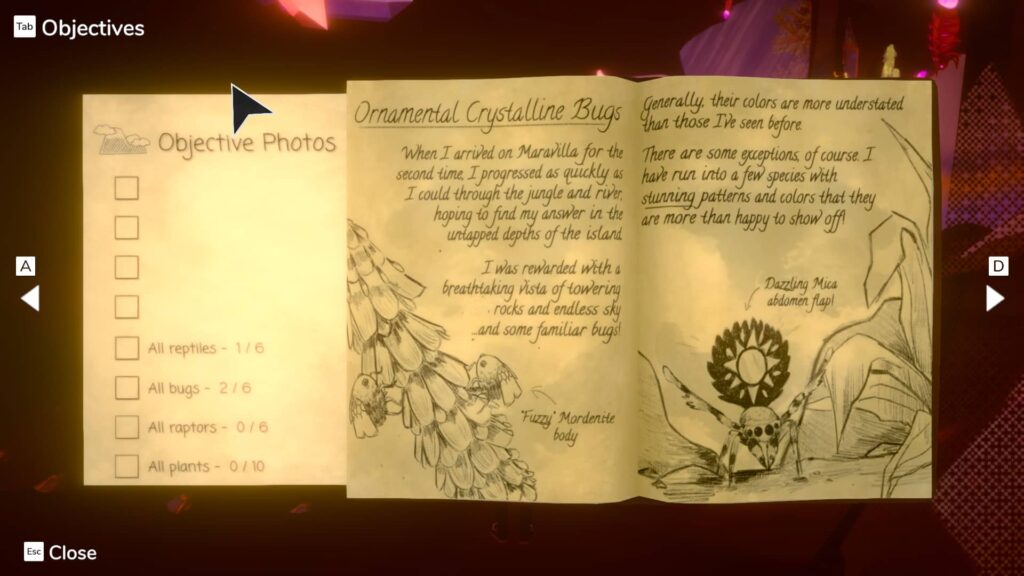 Tab Objectives
Objective Photos
All reptiles - 1/6
All bugs - 2/6
All raptors - 0/6
All plants - 0/10
Ornamental Crystalline Bugs
When I arrived on Maravilla for the
second time, I progressed as quickly as
I could through the jungle and river,
hoping to find my answer in the
untapped depths of the island
I was rewarded with a
breathtaking vista of towering
rocks and endless sky
...and some familiar bugs!
"Fuzzy" Mordenite
body
Generally, their colors are more understated
than those I've seen before.
There are some exceptions, of course. I
have run into a few species with
stunning patterns and colors that they
are more than happy to show off!
Dazzling Mica
abdomen flap!
A
D
Esc Close